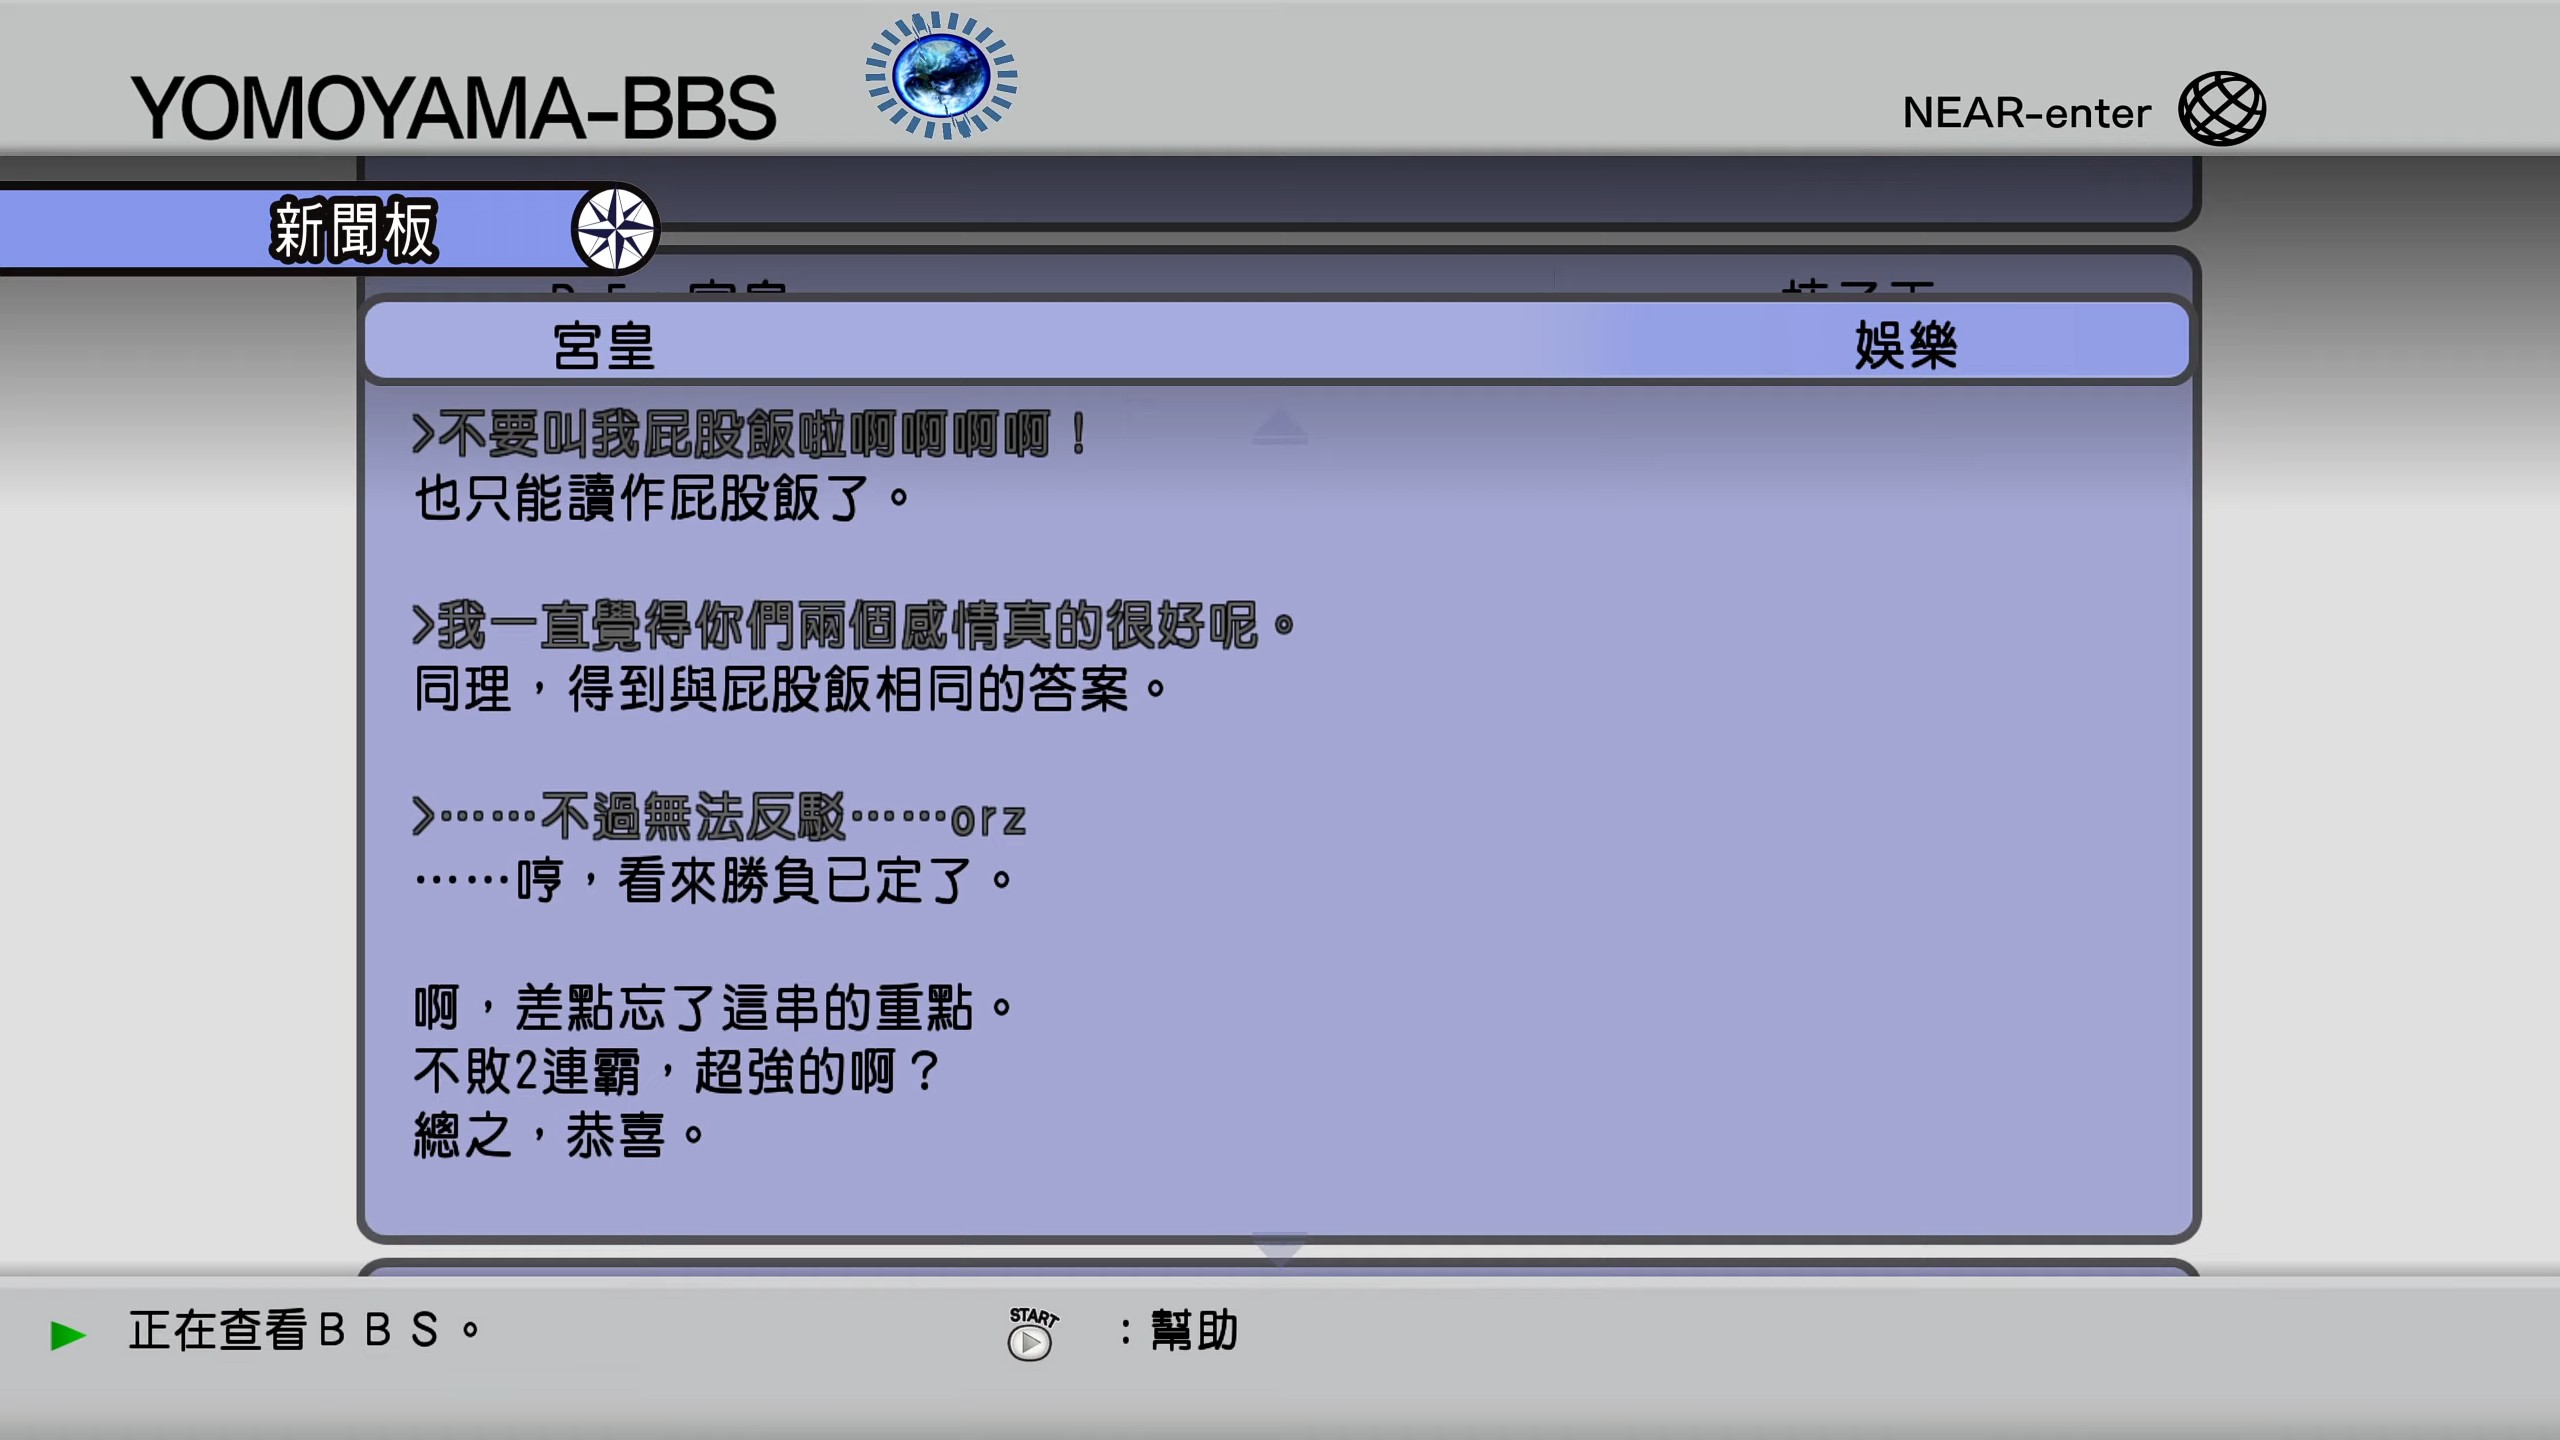 YOMOYAMA-BBS
NEAR-enter
新聞板
宮皇
娛樂
>不要叫我屁股飯啦啊啊啊啊！
也只能讀作屁股飯了。
>我一直覺得你們兩個感情真的很好呢。
同理，得到與屁股飯相同的答案。
>……不過無法反駁……orz
……哼，看來勝負已定了。
啊，差點忘了這串的重點。
不敗2連霸，超強的啊？
總之，恭喜。
正在查看ＢＢＳ。
START
：幫助